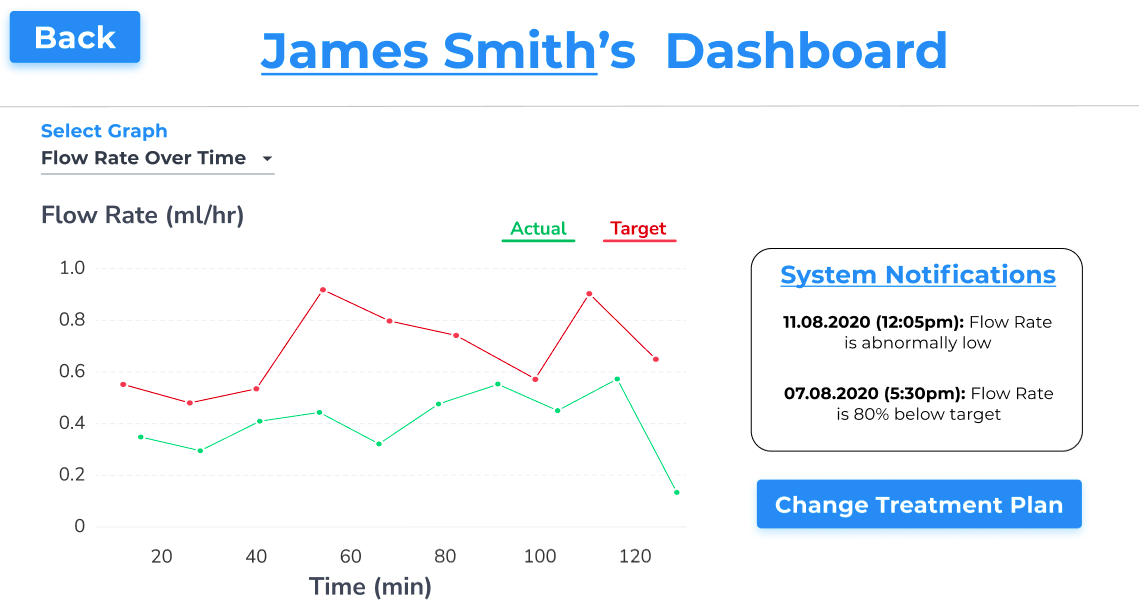 Back
James Smith’s Dashboard
Select Graph
Flow Rate Over Time
Flow Rate (ml/hr)
Actual
Target
1.0
0.8
0.6
0.4
0.2
0
20
40
60
80
100
120
Time (min)
System Notifications
11.08.2020 (12:05pm): Flow Rate
is abnormally low
07.08.2020 (5:30pm): Flow Rate
is 80% below target
Change Treatment Plan